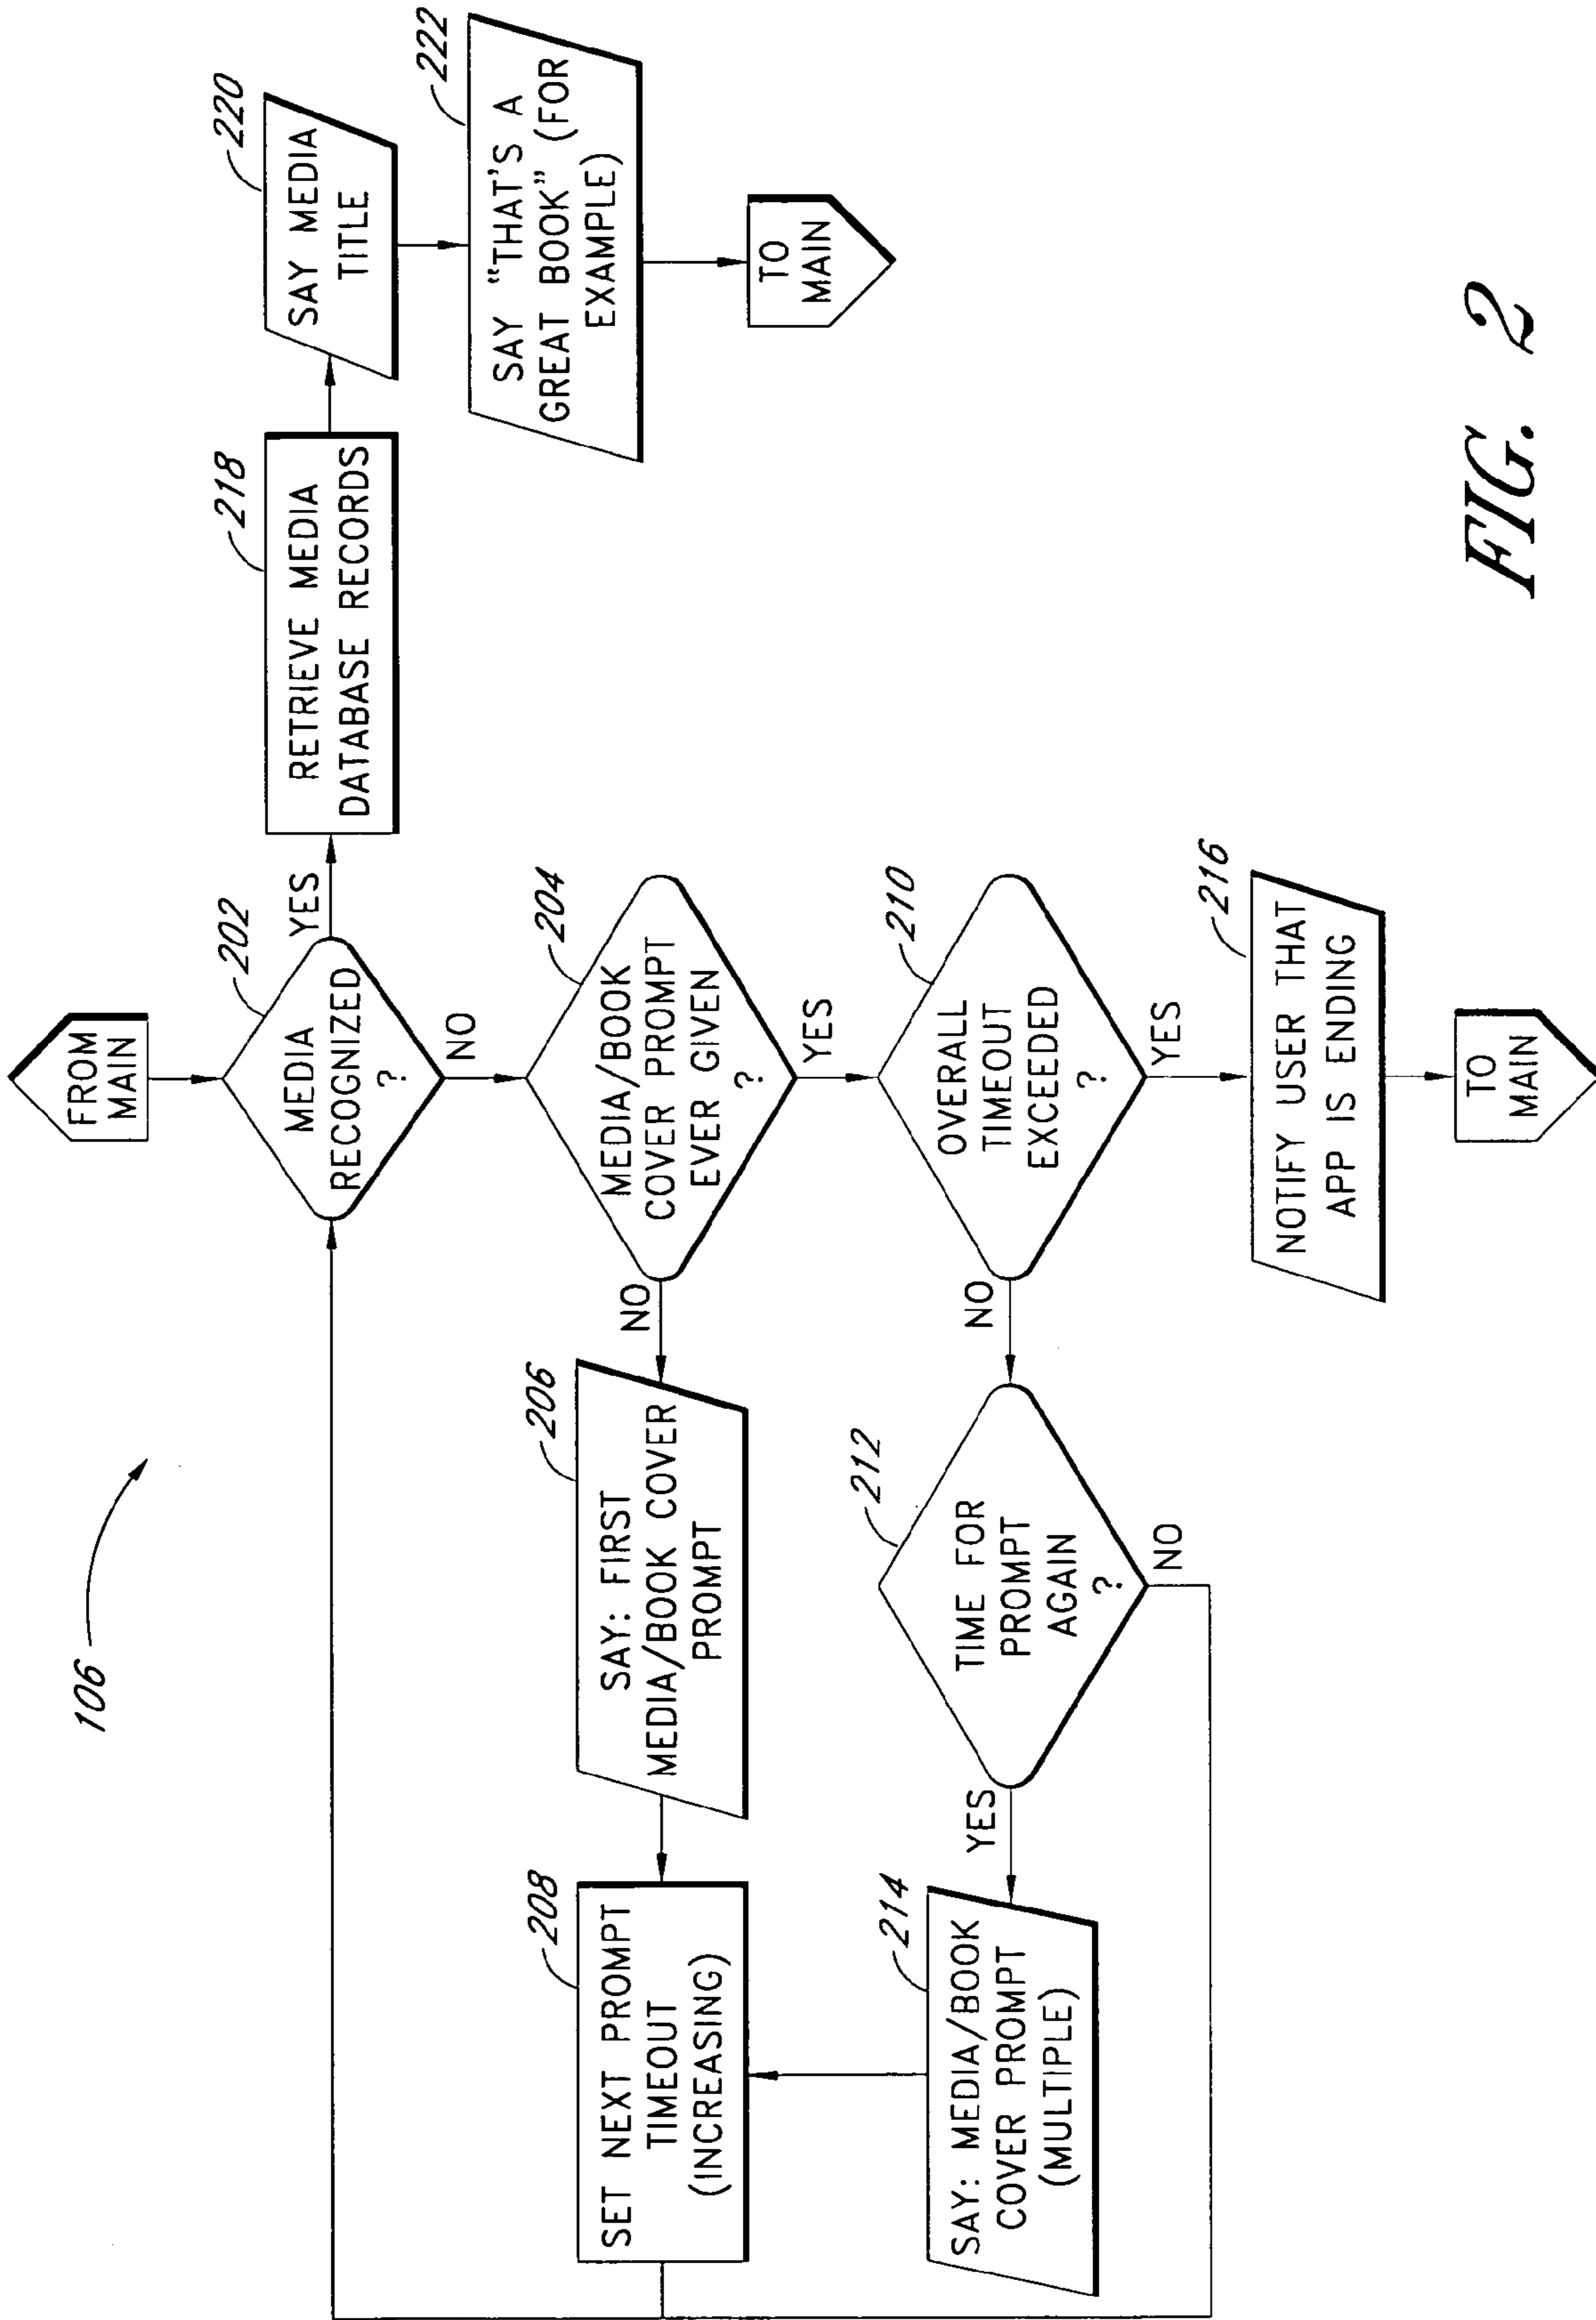 106
FROM
MAIN
202
MEDIA
RECOGNIZED
?
YES
NO
218
RETRIEVE MEDIA
DATABASE RECORDS
220
SAY MEDIA
TITLE
222
SAY "THAT'S A
GREAT BOOK" (FOR
EXAMPLE)
TO
MAIN
204
MEDIA/BOOK
COVER PROMPT
EVER GIVEN
?
NO
YES
206
SAY: FIRST
MEDIA/BOOK COVER
PROMPT
208
SET NEXT PROMPT
TIMEOUT
(INCREASING)
210
OVERALL
TIMEOUT
EXCEEDED
?
NO
YES
212
TIME FOR
PROMPT
AGAIN
?
YES
NO
214
SAY: MEDIA/BOOK
COVER PROMPT
(MULTIPLE)
216
NOTIFY USER THAT
APP IS ENDING
TO
MAIN
FIG. 2